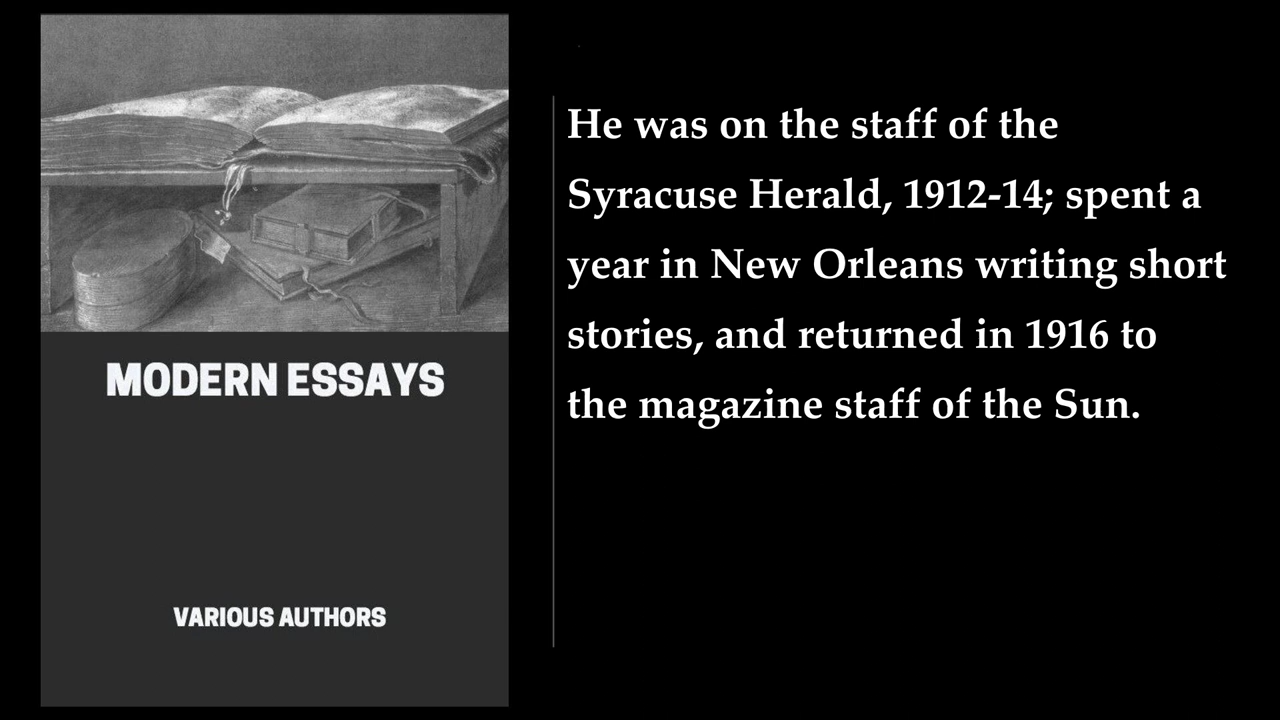 MODERN ESSAYS
VARIOUS AUTHORS
He was on the staff of the
Syracuse Herald, 1912-14; spent a
year in New Orleans writing short
stories, and returned in 1916 to
the magazine staff of the Sun.